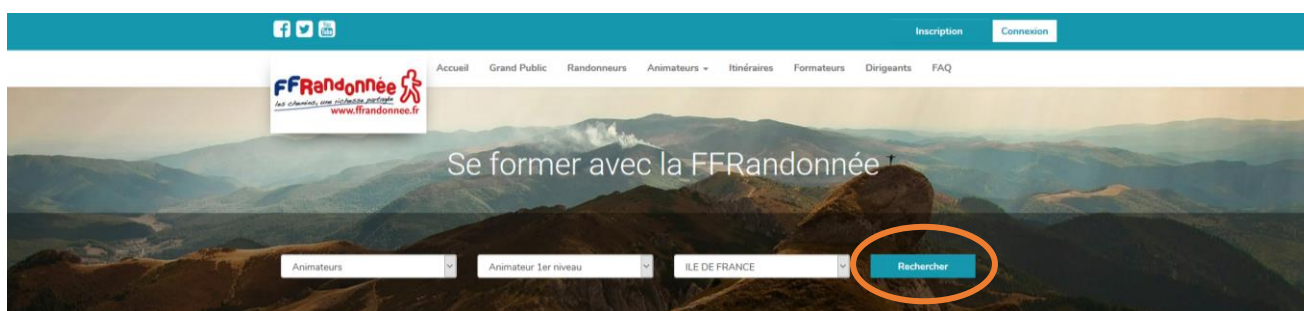 Inscription Connexion
Accueil Grand Public Randonneurs Animateurs Itinéraires Formateurs Dirigeants FAQ
FFRandonnée
les chemins, une richesse partagée
www.ffrandonnee.fr
Se former avec la FFRandonnée
Animateurs Animateur 1er niveau ILE DE FRANCE Rechercher